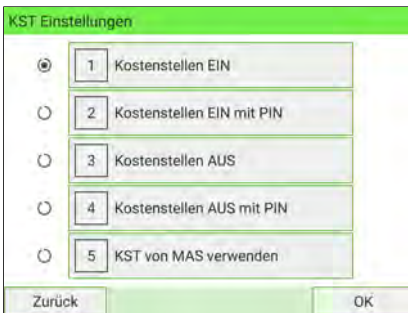 KST Einstellungen
1 Kostenstellen EIN
2 Kostenstellen EIN mit PIN
3 Kostenstellen AUS
4 Kostenstellen AUS mit PIN
5 KST von MAS verwenden
Zurück OK